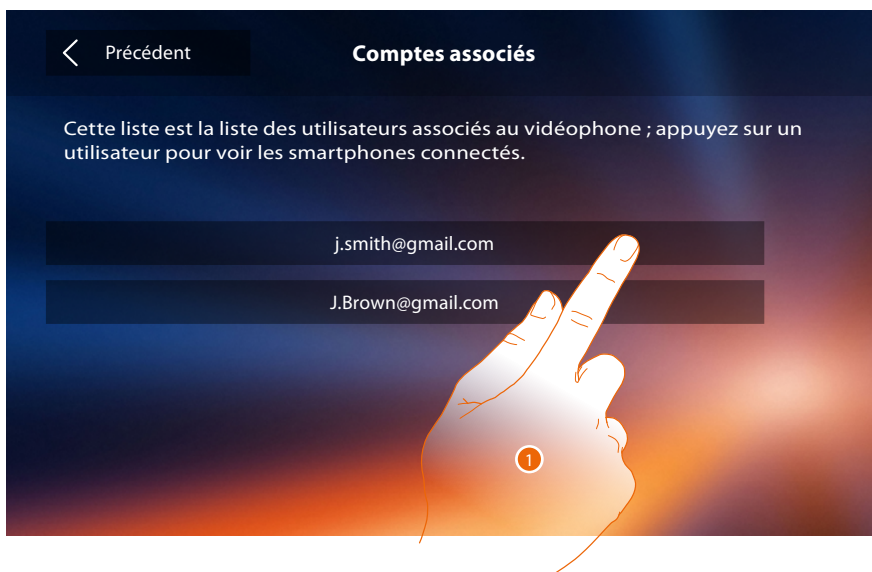 Précédent
Comptes associés
Cette liste est la liste des utilisateurs associés au vidéophone ; appuyez sur un
utilisateur pour voir les smartphones connectés.
j.smith@gmail.com
J.Brown@gmail.com
1